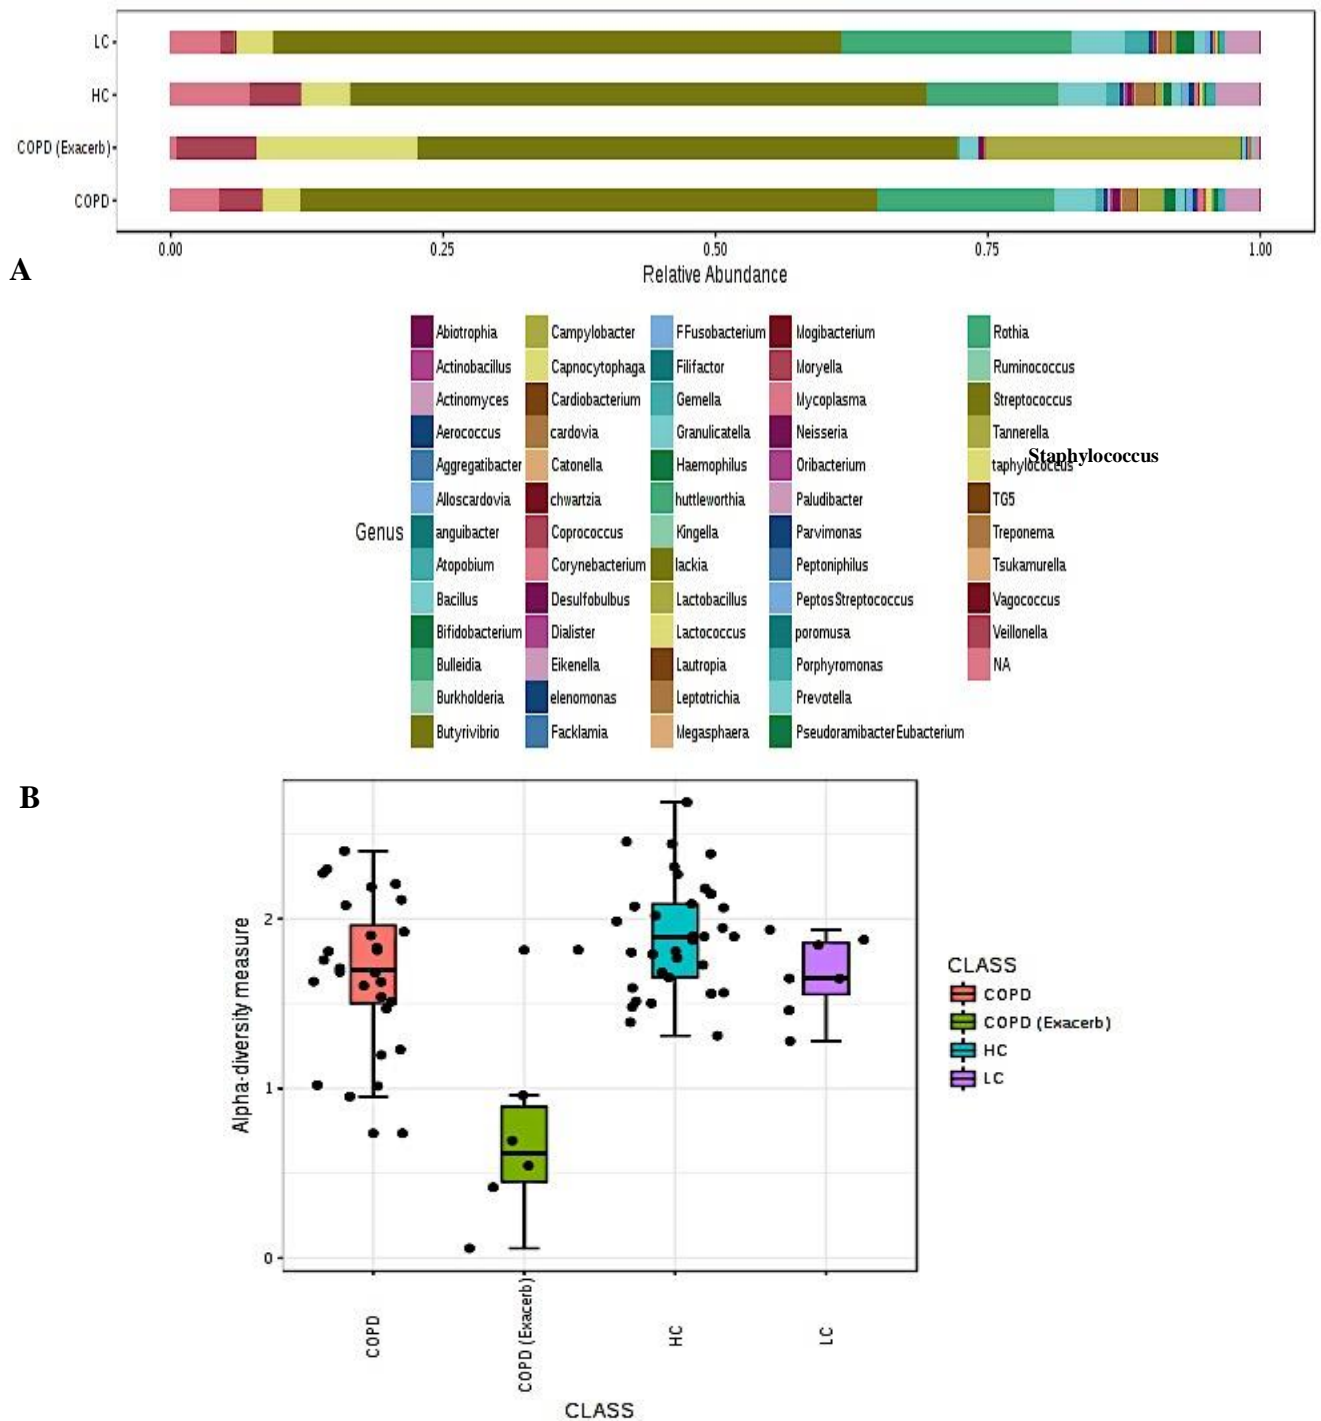 LC
HC
COPD (Exacerb)
COPD
0.00 0.25 0.50 0.75 1.00
Relative Abundance
A
Genus
Abiotrophia
Actinobacillus
Actinomyces
Aerococcus
Aggregatibacter
Alloscardovia
anguibacter
Atopobium
Bacillus
Bifidobacterium
Bulleidia
Burkholderia
Butyrivibrio
Campylobacter
Capnocytophaga
Cardiobacterium
cardovia
Catonella
chwartzia
Coprococcus
Corynebacterium
Desulfobulbus
Dialister
Eikenella
elenomonas
Facklamia
FFusobacterium
Filifactor
Gemella
Granulicatella
Haemophilus
huttleworthia
Kingella
lackia
Lactobacillus
Lactococcus
Lautropia
Leptotrichia
Megasphaera
Mogibacterium
Moryella
Mycoplasma
Neisseria
Oribacterium
Paludibacter
Parvimonas
Peptoniphilus
PeptosStreptococcus
poromusa
Porphyromonas
Prevotella
PseudoramibacterEubacterium
Rothia
Ruminococcus
Streptococcus
Tannerella
Staphylococcus
taphylococcus
TG5
Treponema
Tsukamurella
Vagococcus
Veillonella
NA
B
Alpha-diversity measure
2
1
0
COPD
COPD (Exacerb)
HC
LC
CLASS
CLASS
COPD
COPD (Exacerb)
HC
LC